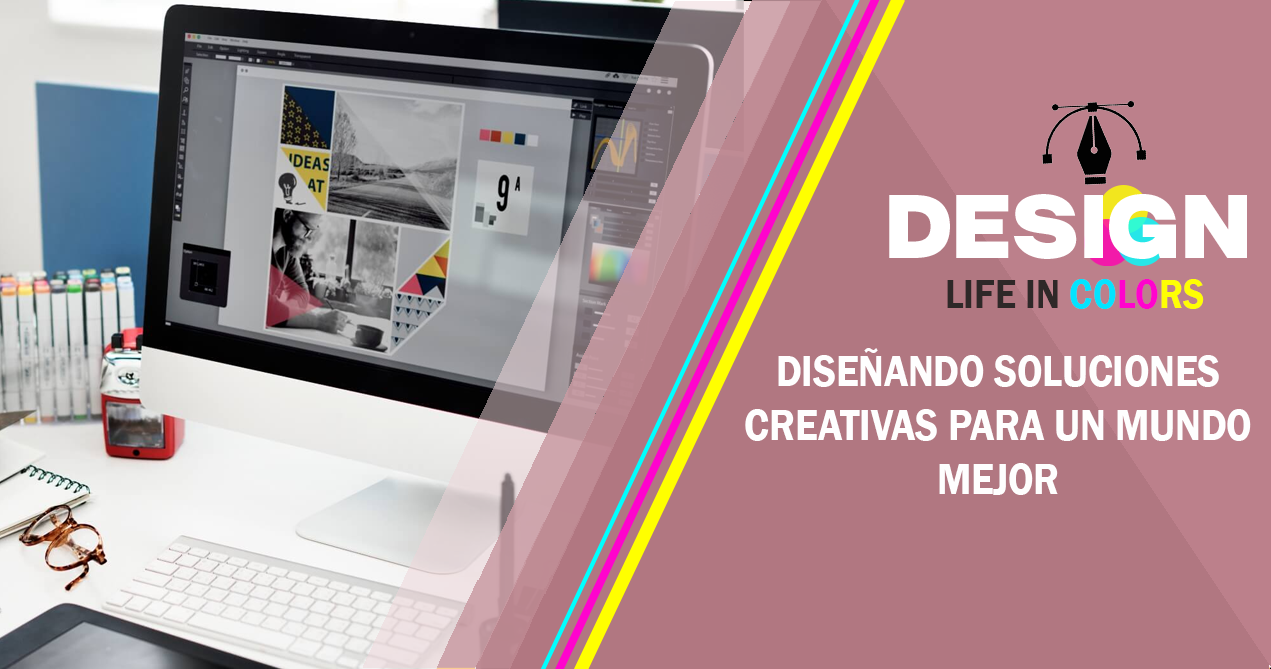 IDEAS
AT
9 A
DESIGN
LIFE IN COLORS
DISEÑANDO SOLUCIONES
CREATIVAS PARA UN MUNDO
MEJOR